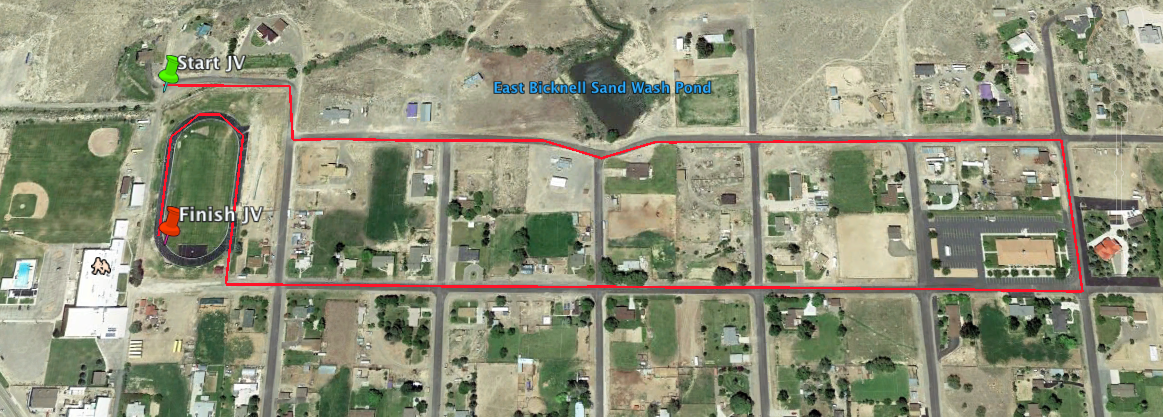 Start JV
East Bicknell Sand Wash Pond
Finish JV